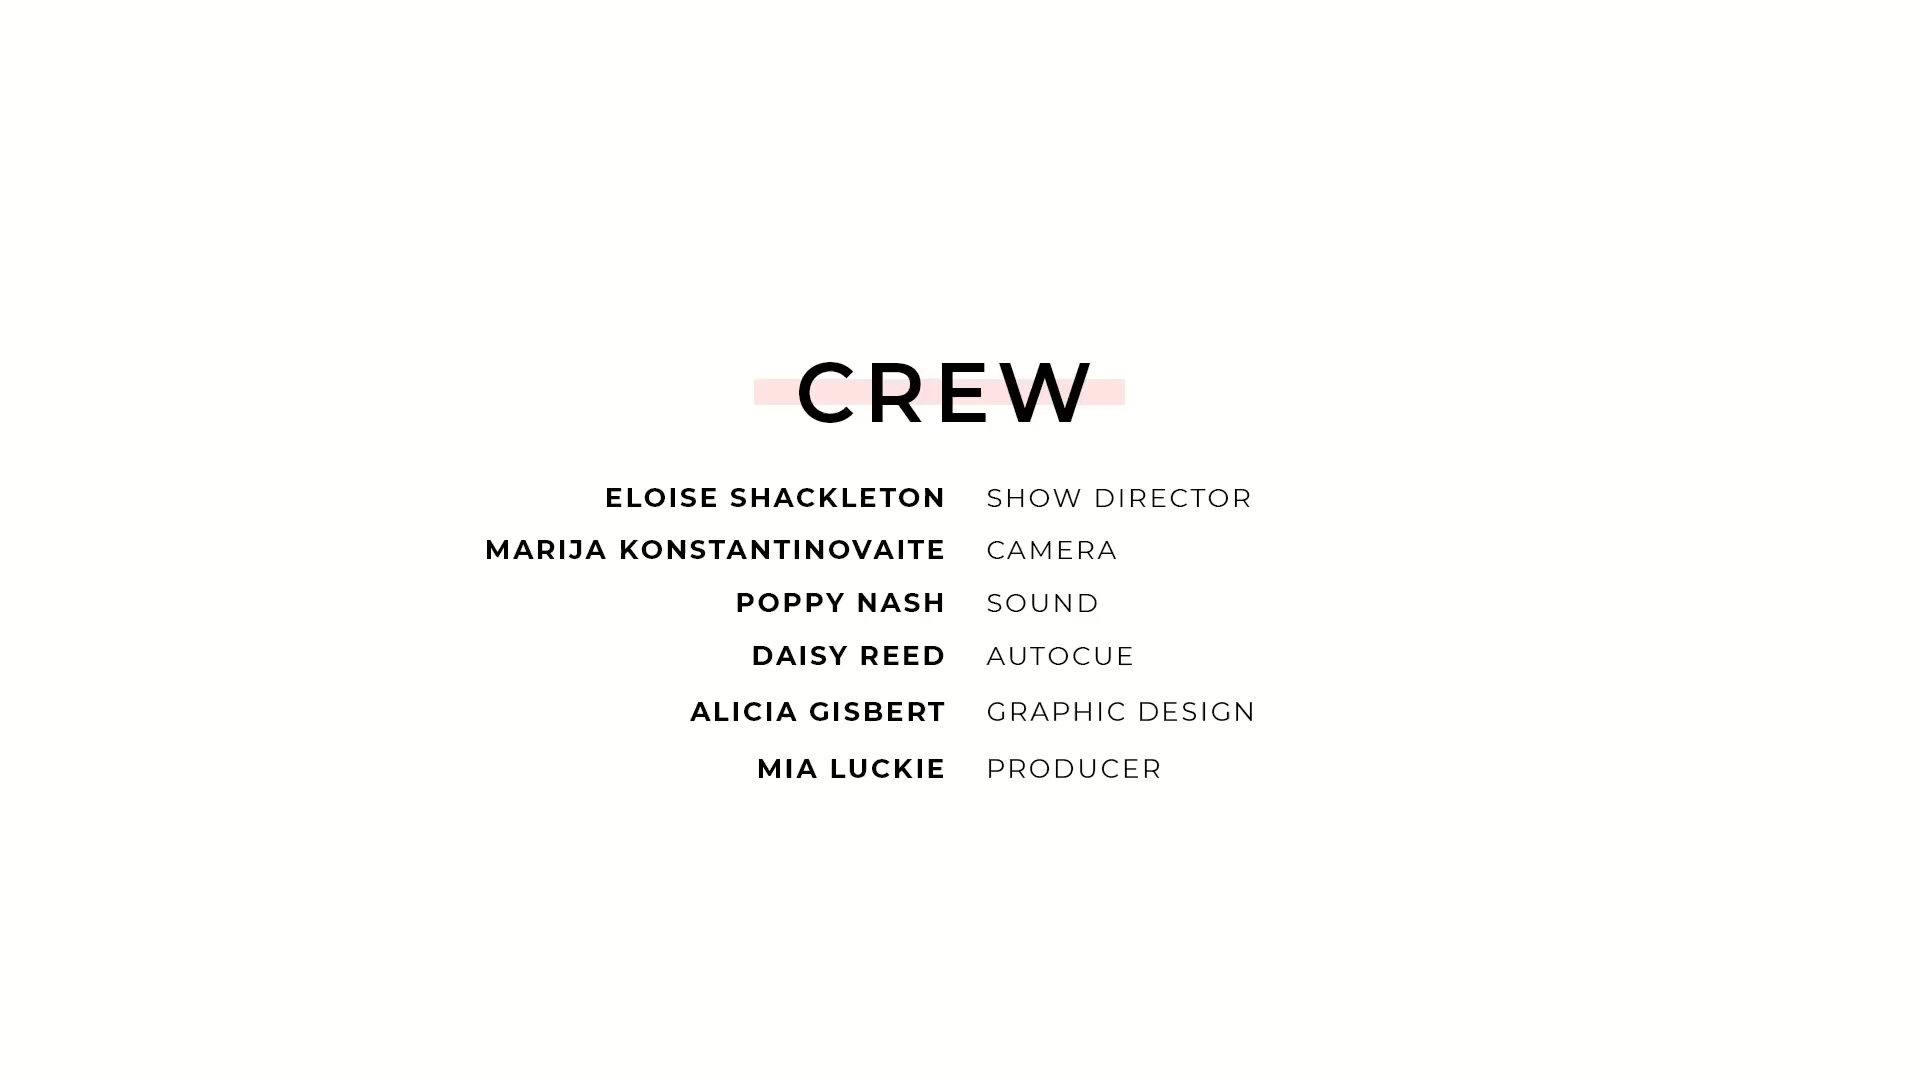 CREW
ELOISE SHACKLETON SHOW DIRECTOR
MARIJA KONSTANTINOVAITE CAMERA
POPPY NASH SOUND
DAISY REED AUTOCUE
ALICIA GISBERT GRAPHIC DESIGN
MIA LUCKIE PRODUCER